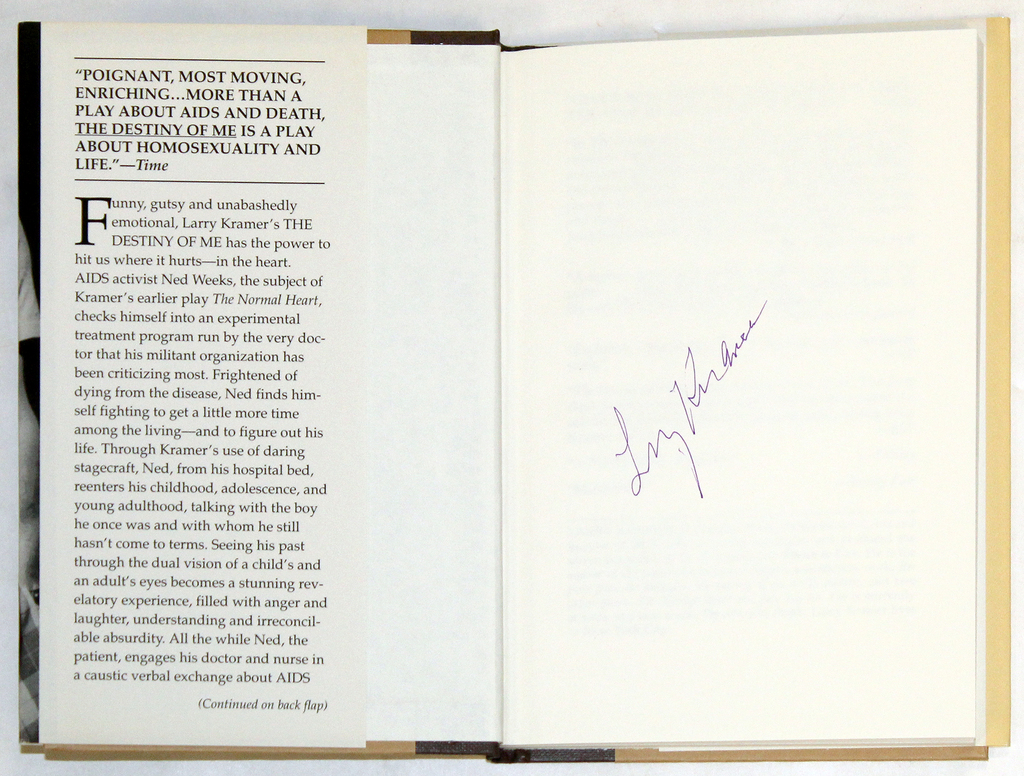 “POIGNANT, MOST MOVING,
ENRICHING...MORE THAN A
PLAY ABOUT AIDS AND DEATH,
THE DESTINY OF ME IS A PLAY
ABOUT HOMOSEXUALITY AND
LIFE.”—Time
Funny, gutsy and unabashedly
emotional, Larry Kramer’s THE
DESTINY OF ME has the power to
hit us where it hurts—in the heart.
AIDS activist Ned Weeks, the subject of
Kramer’s earlier play The Normal Heart,
checks himself into an experimental
treatment program run by the very doc-
tor that his militant organization has
been criticizing most. Frightened of
dying from the disease, Ned finds him-
self fighting to get a little more time
among the living—and to figure out his
life. Through Kramer’s use of daring
stagecraft, Ned, from his hospital bed,
reenters his childhood, adolescence, and
young adulthood, talking with the boy
he once was and with whom he still
hasn’t come to terms. Seeing his past
through the dual vision of a child’s and
an adult’s eyes becomes a stunning rev-
elatory experience, filled with anger and
laughter, understanding and irreconcil-
able absurdity. All the while Ned, the
patient, engages his doctor and nurse in
a caustic verbal exchange about AIDS
(Continued on back flap)
Larry Kramer